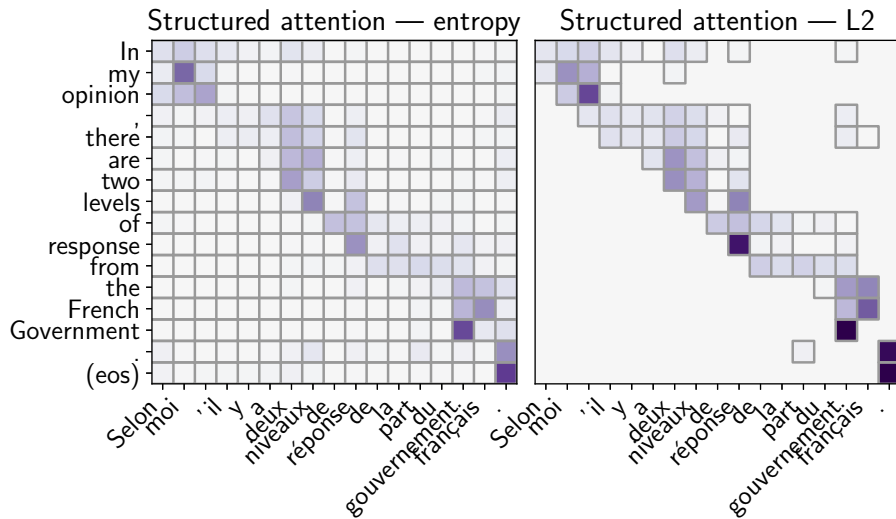 Structured attention — entropy
Structured attention — L2
In
my
opinion
,
there
are
two
levels
of
response
from
the
French
Government
.
(eos)
Selon
moi
,
'il
y
a
deux
niveaux
de
réponse
de
la
part
du
gouvernement
français
.
Selon
moi
,
'il
y
a
deux
niveaux
de
réponse
de
la
part
du
gouvernement
français
.